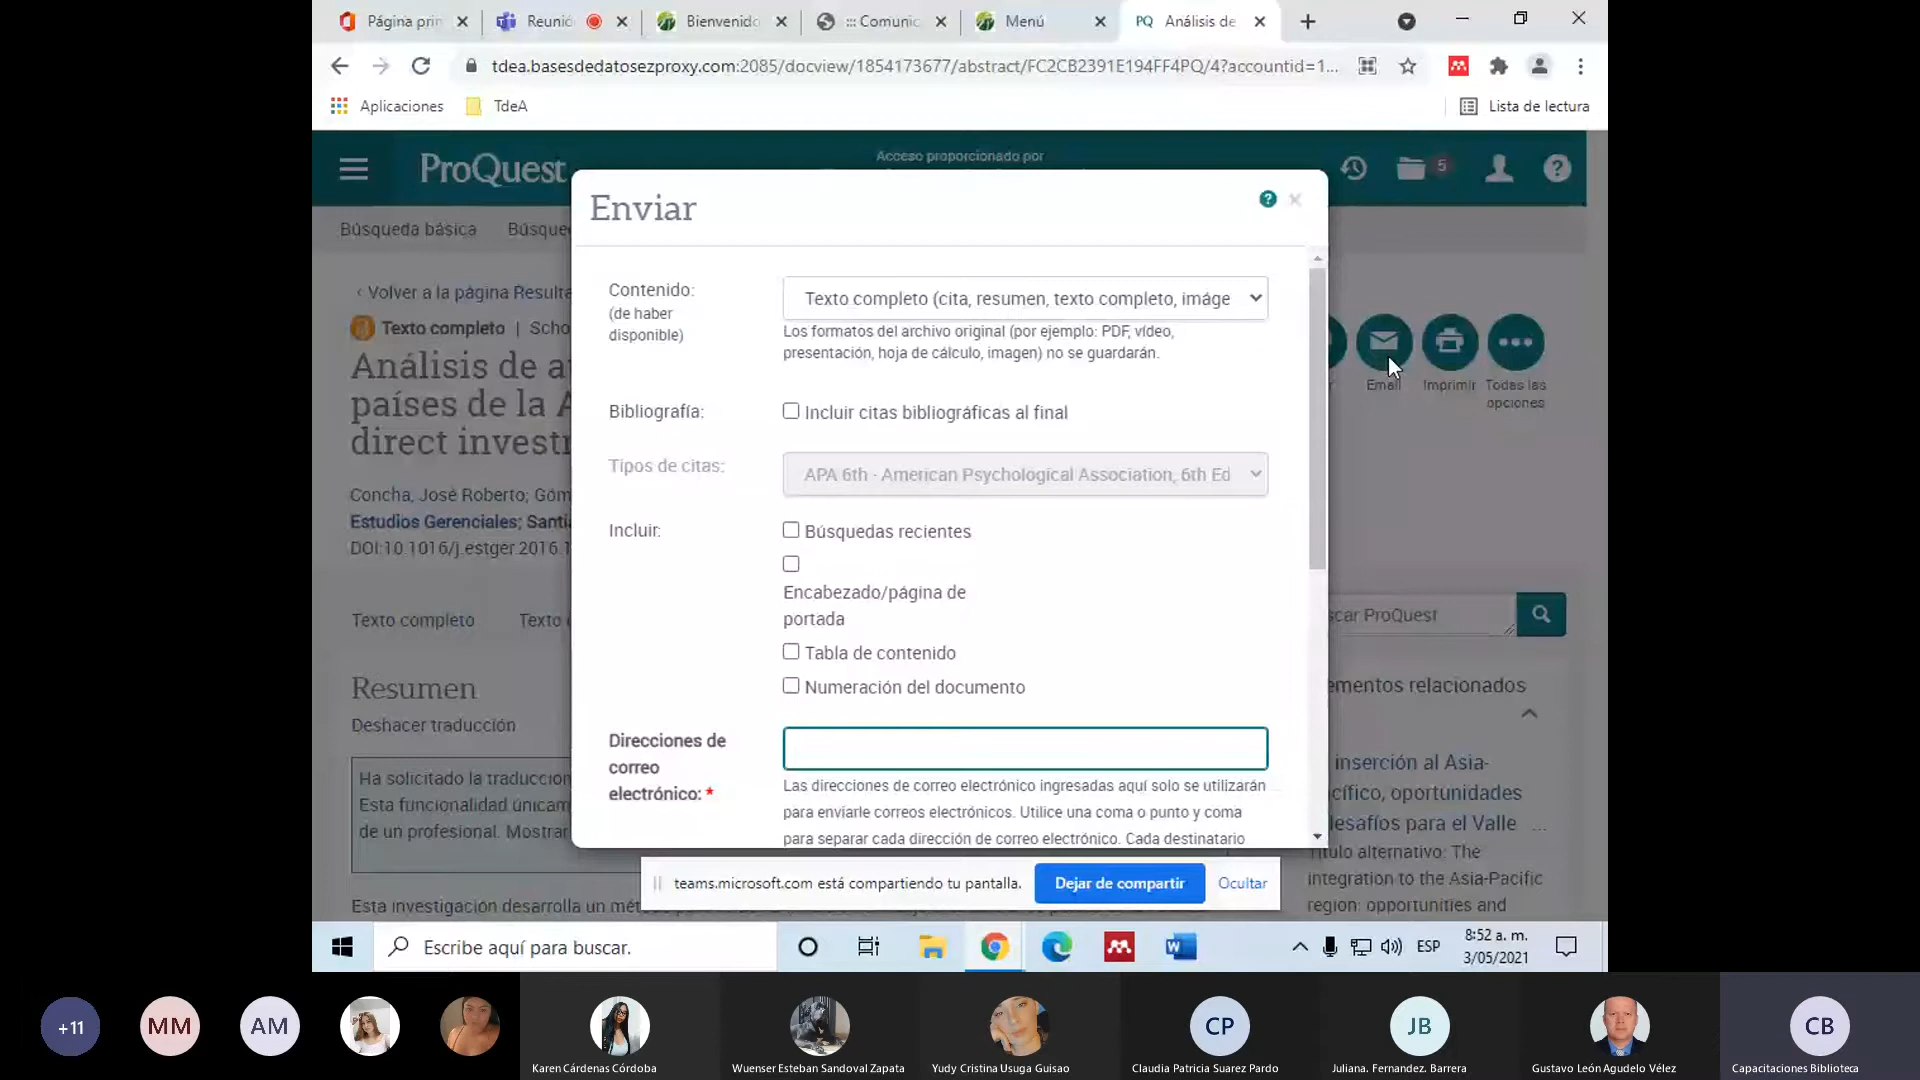 Página prin
Reunió
Bienvenido
::: Comunic
Menú
PQ Análisis de
tdea.basesdedatosezproxy.com:2085/docview/1854173677/abstract/FC2CB2391E194FF4PQ/4?accountid=1...
Aplicaciones
TdeA
Lista de lectura
ProQuest
Acceso proporcionado por
5
Búsqueda básica
Búsque
Enviar
‹ Volver a la página Resulta
Texto completo | Scho
Análisis de a
países de la A
direct investi
Concha, José Roberto; Góm
Estudios Gerenciales; Santia
DOI:10.1016/j.estger.2016.1
Email
Imprimir
Todas las
opciones
Contenido:
(de haber
disponible)
Texto completo (cita, resumen, texto completo, imáge
Los formatos del archivo original (por ejemplo: PDF, vídeo,
presentación, hoja de cálculo, imagen) no se guardarán.
Bibliografía:
Incluir citas bibliográficas al final
Tipos de citas:
APA 6th - American Psychological Association, 6th Ed
Incluir:
Búsquedas recientes
Encabezado/página de
portada
Tabla de contenido
Numeración del documento
Direcciones de
correo
electrónico: *
Las direcciones de correo electrónico ingresadas aquí solo se utilizarán
para enviarle correos electrónicos. Utilice una coma o punto y coma
para separar cada dirección de correo electrónico. Cada destinatario
Texto completo
Texto
Resumen
Deshacer traducción
Ha solicitado la traducción
Esta funcionalidad únicam
de un profesional. Mostrar
Esta investigación desarrolla un mét
scar ProQuest
ementos relacionados
inserción al Asia-
cífico, oportunidades
desafíos para el Valle ...
Título alternativo: The
integration to the Asia-Pacific
region: opportunities and
teams.microsoft.com está compartiendo tu pantalla.
Dejar de compartir
Ocultar
Escribe aquí para buscar.
ESP
8:52 a. m.
3/05/2021
+11
MM
AM
CP
JB
CB
Karen Cárdenas Córdoba
Wuenser Esteban Sandoval Zapata
Yudy Cristina Usuga Guisao
Claudia Patricia Suarez Pardo
Juliana. Fernandez. Barrera
Gustavo León Agudelo Vélez
Capacitaciones Biblioteca